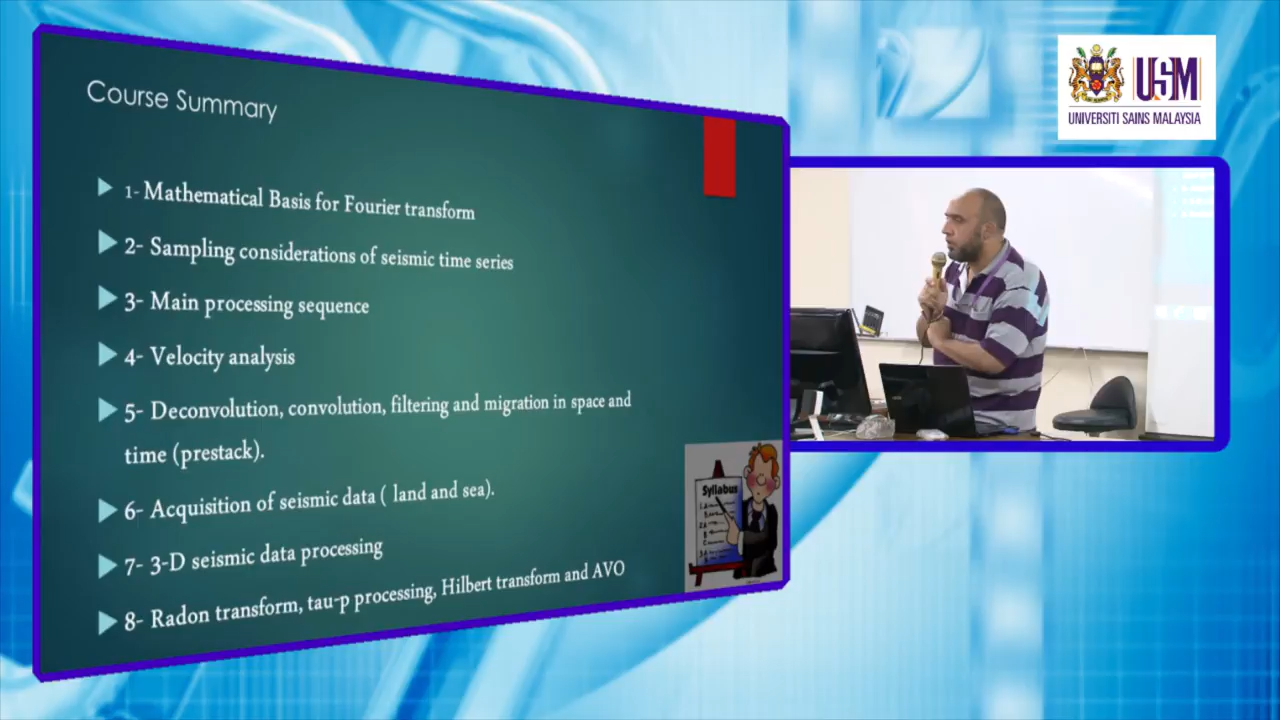 Course Summary
1- Mathematical Basis for Fourier transform
2- Sampling considerations of seismic time series
3- Main processing sequence
4- Velocity analysis
5- Deconvolution, convolution, filtering and migration in space and
time (prestack).
6- Acquisition of seismic data ( land and sea).
7- 3-D seismic data processing
8- Radon transform, tau-p processing, Hilbert transform and AVO
Syllabus
USM
UNIVERSITI SAINS MALAYSIA